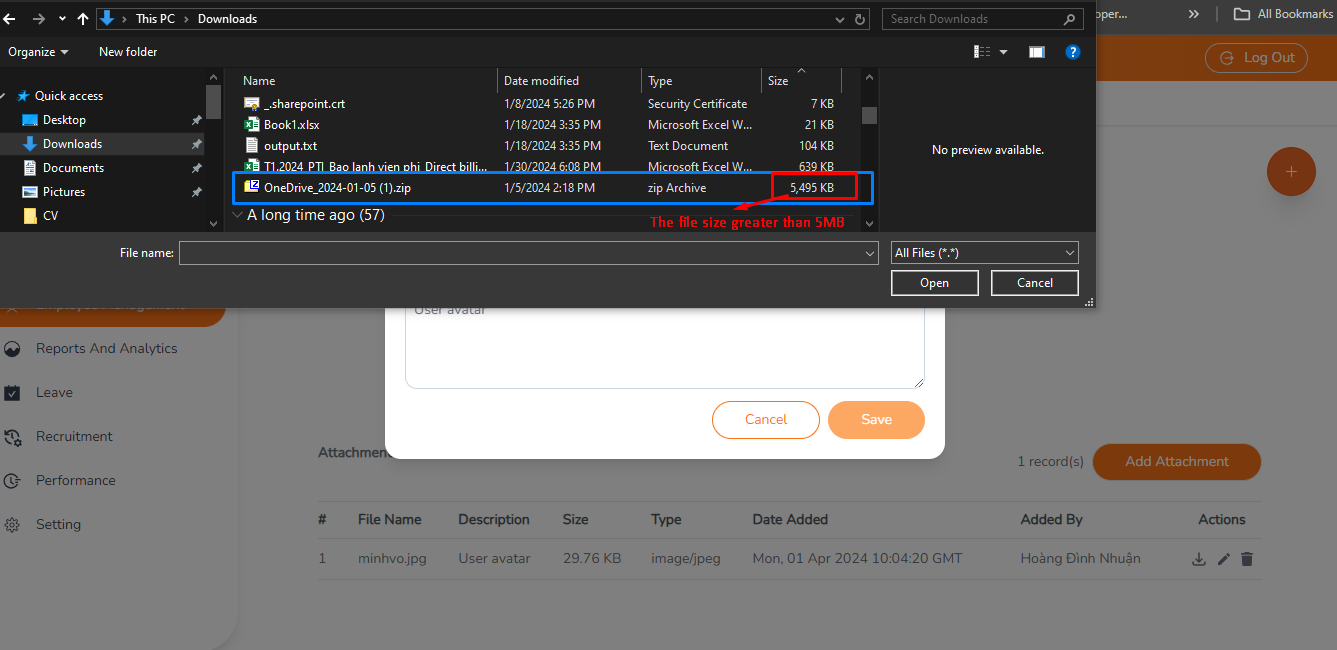 This PC > Downloads
Search Downloads
oper...
All Bookmarks
Organize
New folder
Log Out
Name
Date modified
Type
Size
Quick access
Desktop
Downloads
Documents
Pictures
CV
_.sharepoint.crt 1/8/2024 5:26 PM Security Certificate 7 KB
Book1.xlsx 1/18/2024 3:35 PM Microsoft Excel W... 21 KB
output.txt 1/18/2024 3:35 PM Text Document 104 KB
T1.2024_PTI_Bao lanh vien phi_Direct billi... 1/30/2024 6:08 PM Microsoft Excel W... 639 KB
OneDrive_2024-01-05 (1).zip 1/5/2024 2:18 PM zip Archive 5,495 KB
A long time ago (57)
The file size greater than 5MB
No preview available.
File name:
All Files (*.*)
Open
Cancel
User avatar
Reports And Analytics
Leave
Recruitment
Performance
Setting
Cancel
Save
1 record(s)
Add Attachment
# File Name Description Size Type Date Added Added By Actions
1 minhvo.jpg User avatar 29.76 KB image/jpeg Mon, 01 Apr 2024 10:04:20 GMT Hoàng Đình Nhuận